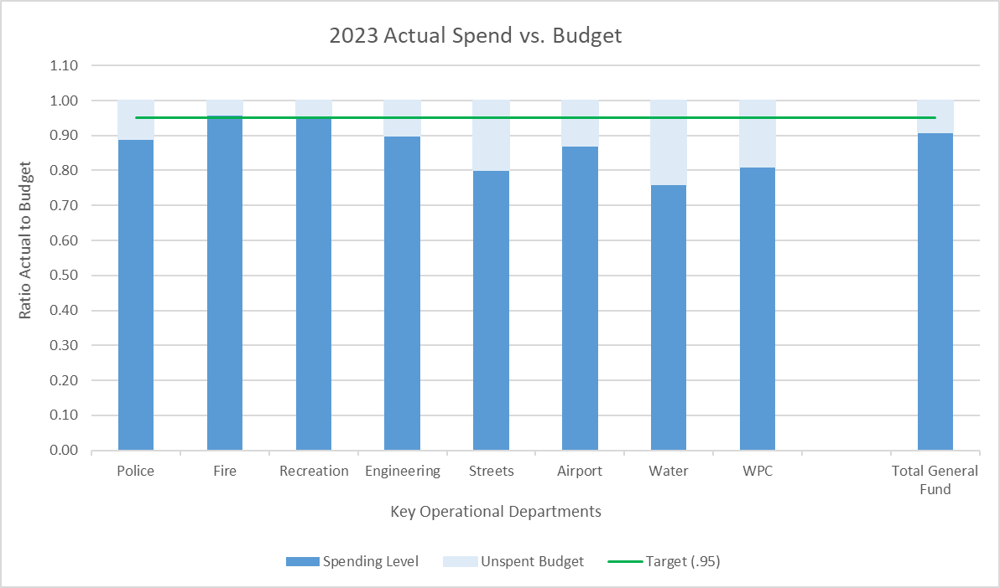 2023 Actual Spend vs. Budget
1.10
1.00
0.90
0.80
0.70
0.60
0.50
0.40
0.30
0.20
0.10
0.00
Ratio Actual to Budget
Police Fire Recreation Engineering Streets Airport Water WPC Total General
Fund
Key Operational Departments
Spending Level Unspent Budget Target (.95)